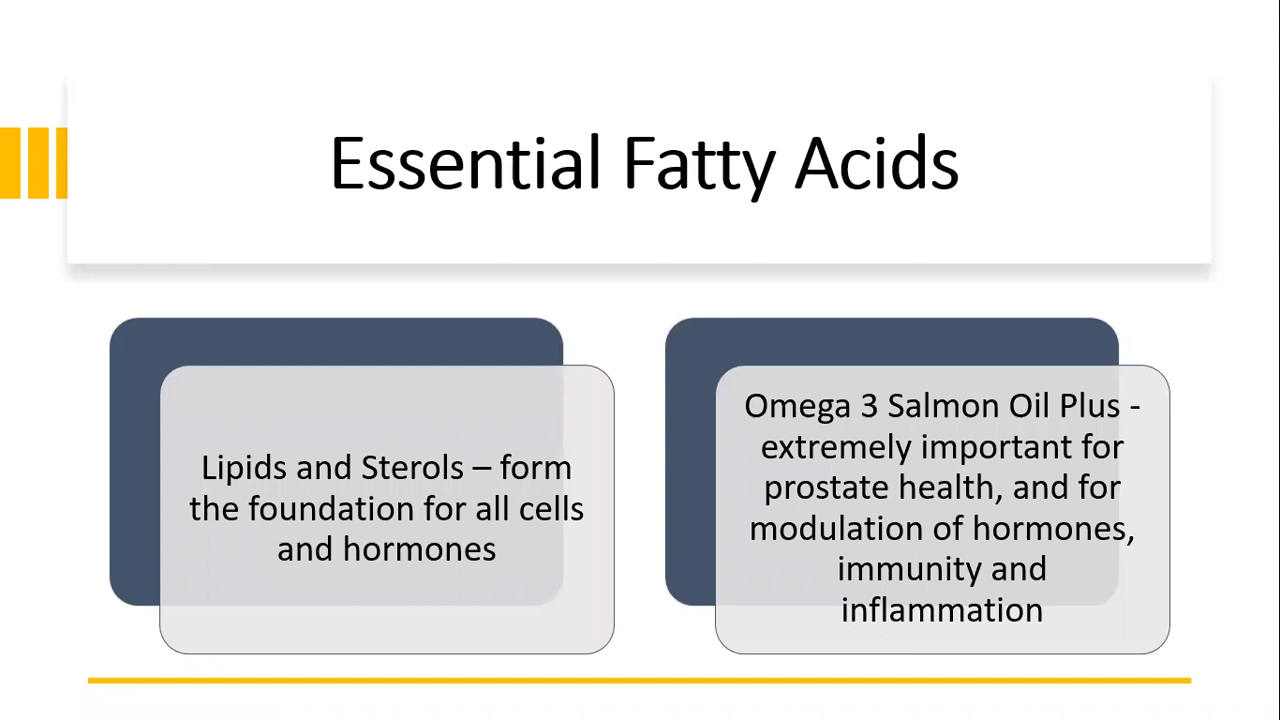 Essential Fatty Acids
Lipids and Sterols – form
the foundation for all cells
and hormones
Omega 3 Salmon Oil Plus -
extremely important for
prostate health, and for
modulation of hormones,
immunity and
inflammation